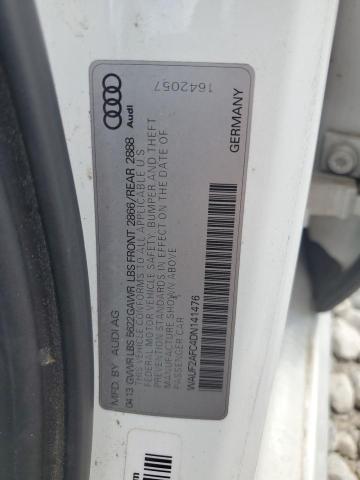 1642057
GERMANY
Audi
MFD BY AUDI AG
04 13 GVWR LBS 5622 GAWR LBS FRONT 2866/REAR 2888
THIS VEHICLE CONFORMS TO ALL APPLICABLE U S
FEDERAL MOTOR VEHICLE SAFETY, BUMPER AND THEFT
PREVENTION STANDARDS IN EFFECT ON THE DATE OF
MANUFACTURE SHOWN ABOVE
PASSENGER CAR
WAUF2AFC4DN141476